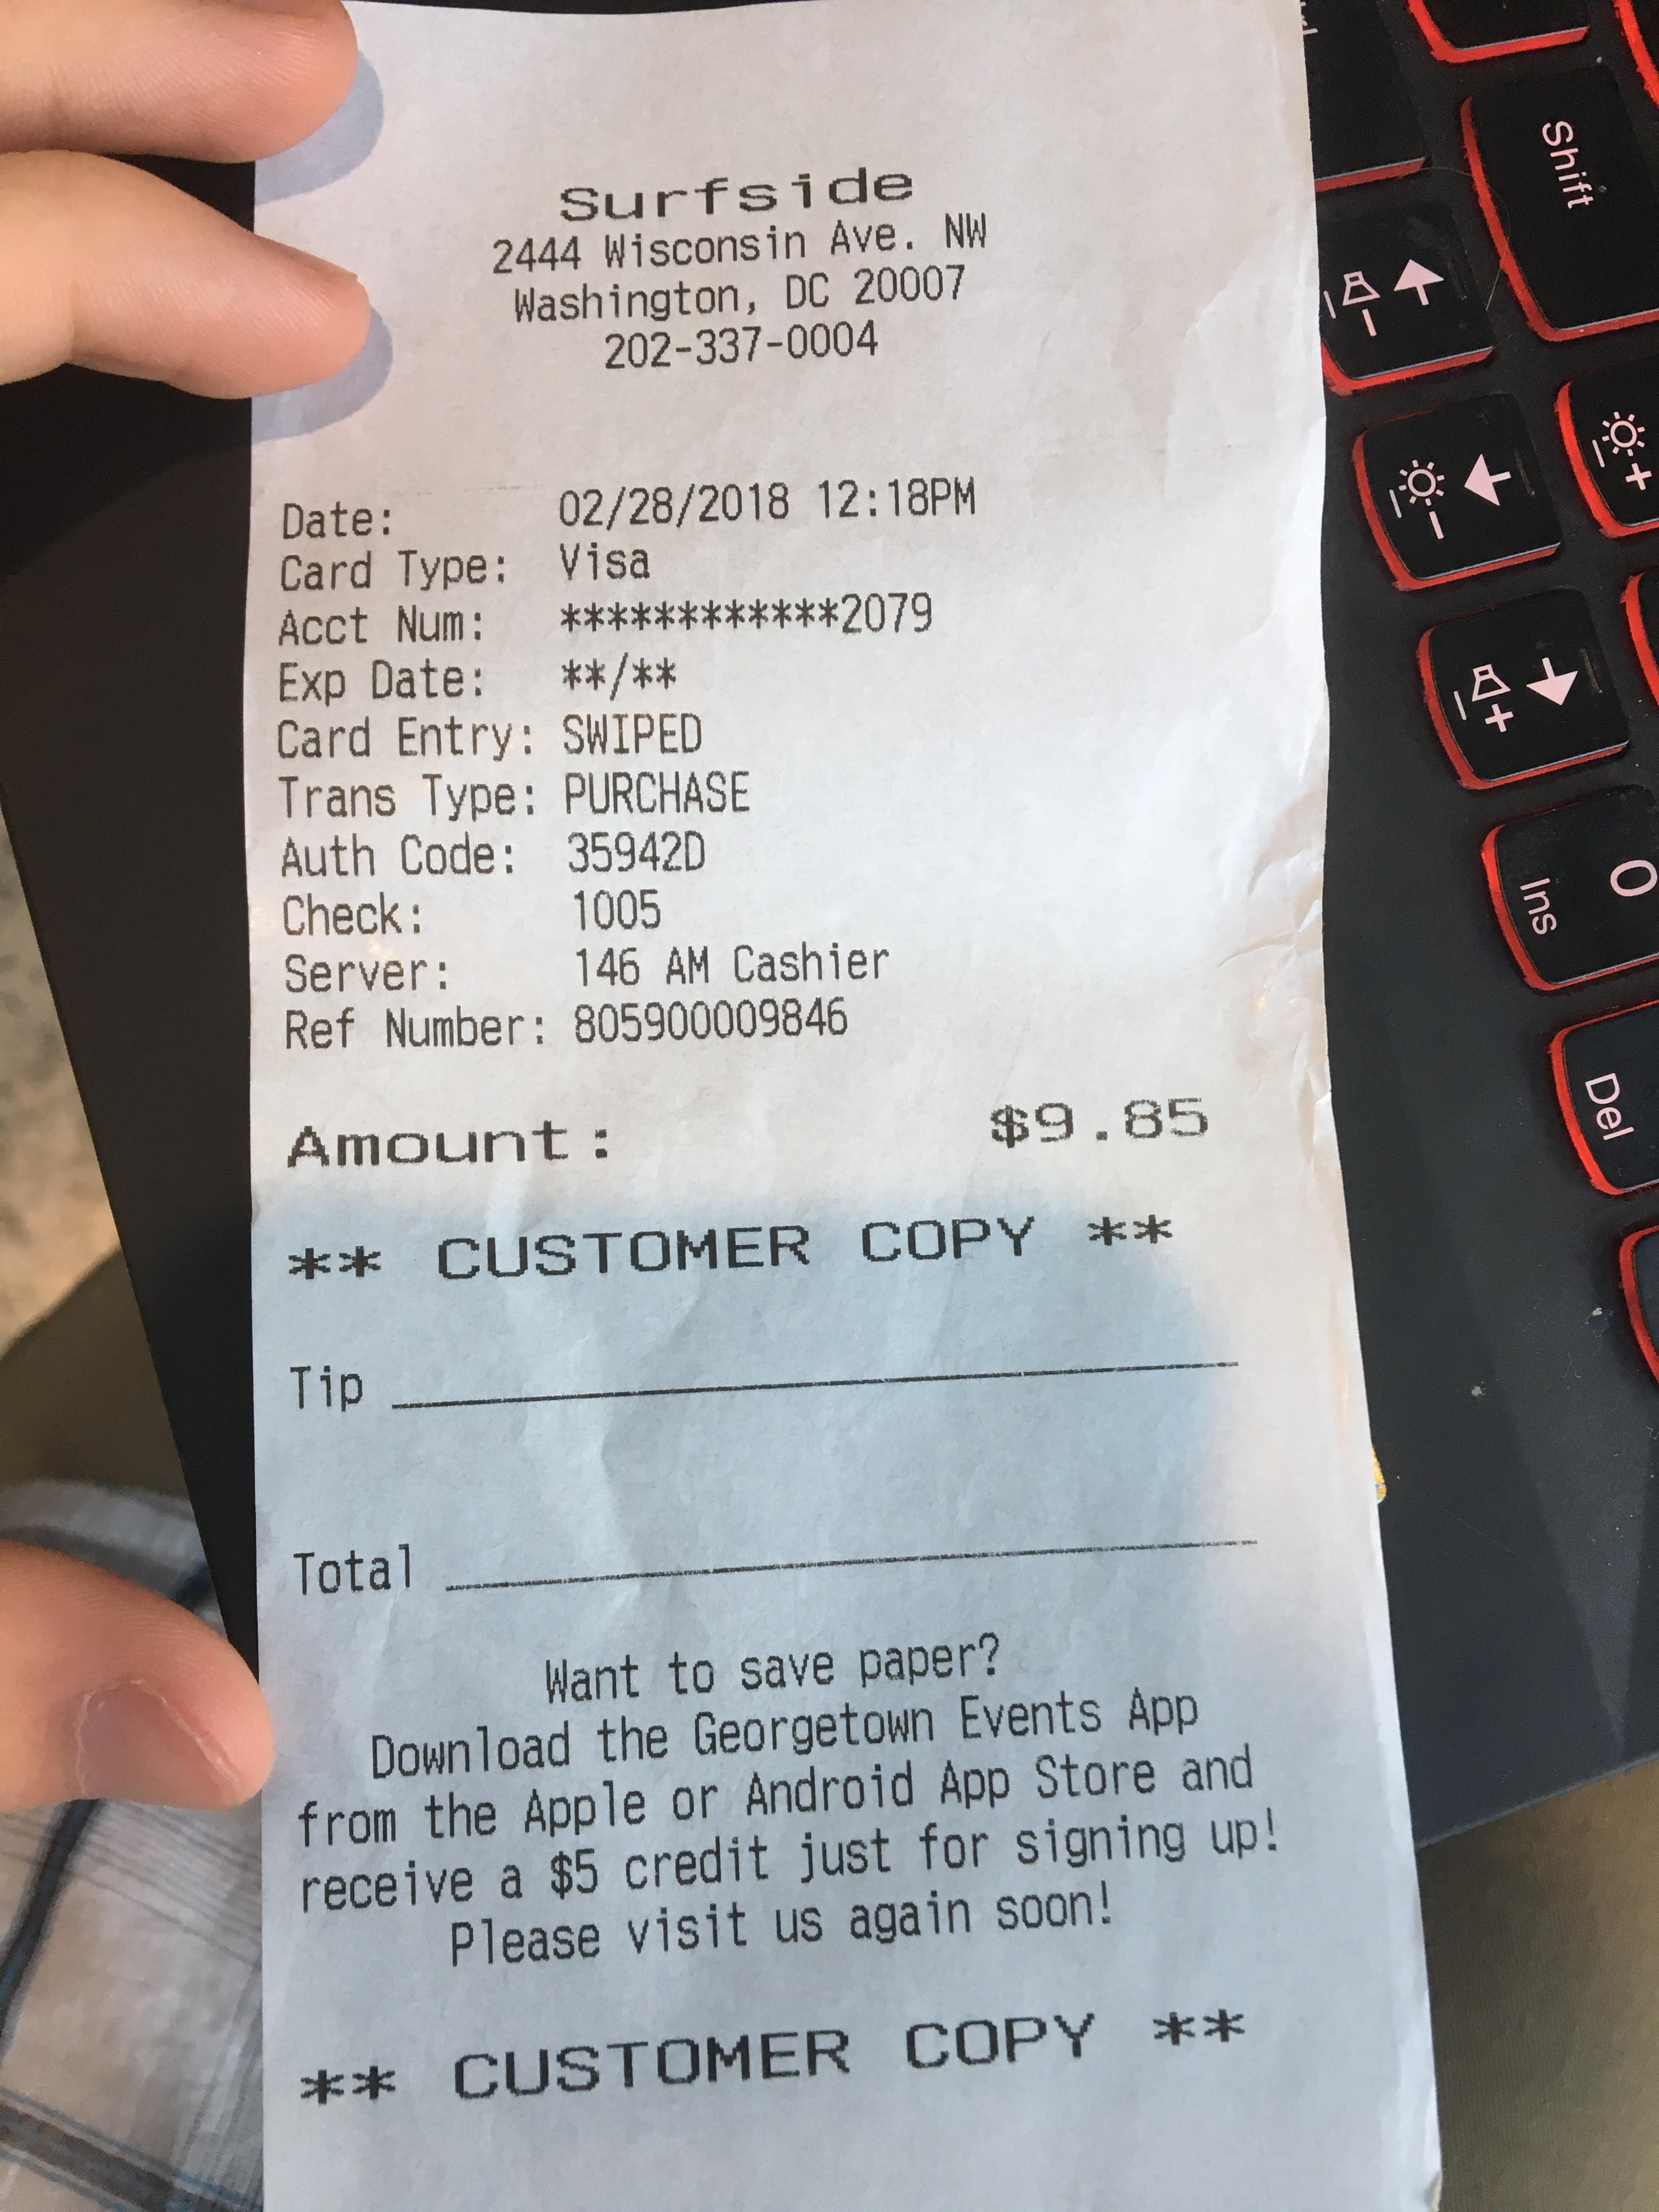 Surfside
2444 Wisconsin Ave. NW
Washington, DC 20007
202-337-0004
Date: 02/28/2018 12:18PM
Card Type: Visa
Acct Num: ************2079
Exp Date: **/**
Card Entry: SWIPED
Trans Type: PURCHASE
Auth Code: 35942D
Check: 1005
Server: 146 AM Cashier
Ref Number: 805900009846
Amount: $9.85
** CUSTOMER COPY **
Tip
Total
Want to save paper?
Download the Georgetown Events App
from the Apple or Android App Store and
receive a $5 credit just for signing up!
Please visit us again soon!
** CUSTOMER COPY **
Shift
0
Ins
Del